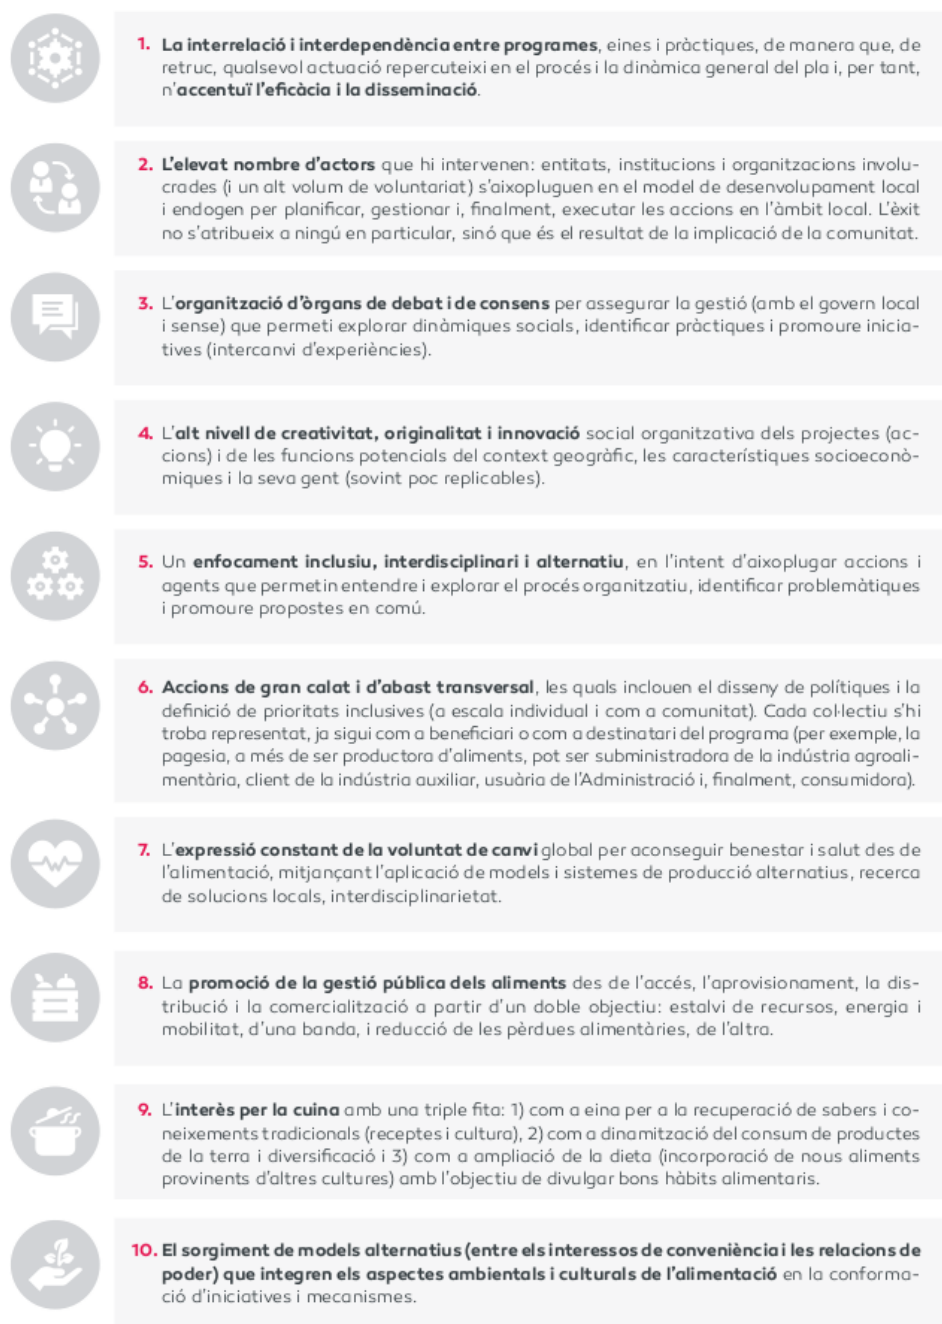 1. La interrelació i interdependència entre programes, eines i pràctiques, de manera que, de
retruc, qualsevol actuació repercuteixi en el procés i la dinàmica general del pla i, per tant,
n'accentuï l'eficàcia i la disseminació.
2. L'elevat nombre d'actors que hi intervenen: entitats, institucions i organitzacions involu-
crades (i un alt volum de voluntariat) s'aixopluguen en el model de desenvolupament local
i endogen per planificar, gestionar i, finalment, executar les accions en l'àmbit local. L'èxit
no s'atribueix a ningú en particular, sinó que és el resultat de la implicació de la comunitat.
3. L'organització d'òrgans de debat i de consens per assegurar la gestió (amb el govern local
i sense) que permeti explorar dinàmiques socials, identificar pràctiques i promoure inicia-
tives (intercanvi d'experiències).
4. L'alt nivell de creativitat, originalitat i innovació social organitzativa dels projectes (ac-
cions) i de les funcions potencials del context geogràfic, les característiques socioeconò-
miques i la seva gent (sovint poc replicables).
5. Un enfocament inclusiu, interdisciplinari i alternatiu, en l'intent d'aixoplugar accions i
agents que permetin entendre i explorar el procés organitzatiu, identificar problemàtiques
i promoure propostes en comú.
6. Accions de gran calat i d'abast transversal, les quals inclouen el disseny de polítiques i la
definició de prioritats inclusives (a escala individual i com a comunitat). Cada col·lectiu s'hi
troba representat, ja sigui com a beneficiari o com a destinatari del programa (per exemple, la
pagesia, a més de ser productora d'aliments, pot ser subministradora de la indústria agroali-
mentària, client de la indústria auxiliar, usuària de l'Administració i, finalment, consumidora).
7. L'expressió constant de la voluntat de canvi global per aconseguir benestar i salut des de
l'alimentació, mitjançant l'aplicació de models i sistemes de producció alternatius, recerca
de solucions locals, interdisciplinarietat.
8. La promoció de la gestió pública dels aliments des de l'accés, l'aprovisionament, la dis-
tribució i la comercialització a partir d'un doble objectiu: estalvi de recursos, energia i
mobilitat, d'una banda, i reducció de les pèrdues alimentàries, de l'altra.
9. L'interès per la cuina amb una triple fita: 1) com a eina per a la recuperació de sabers i co-
neixements tradicionals (receptes i cultura), 2) com a dinamització del consum de productes
de la terra i diversificació i 3) com a ampliació de la dieta (incorporació de nous aliments
provinents d'altres cultures) amb l'objectiu de divulgar bons hàbits alimentaris.
10. El sorgiment de models alternatius (entre els interessos de conveniència i les relacions de
poder) que integren els aspectes ambientals i culturals de l'alimentació en la conforma-
ció d'iniciatives i mecanismes.